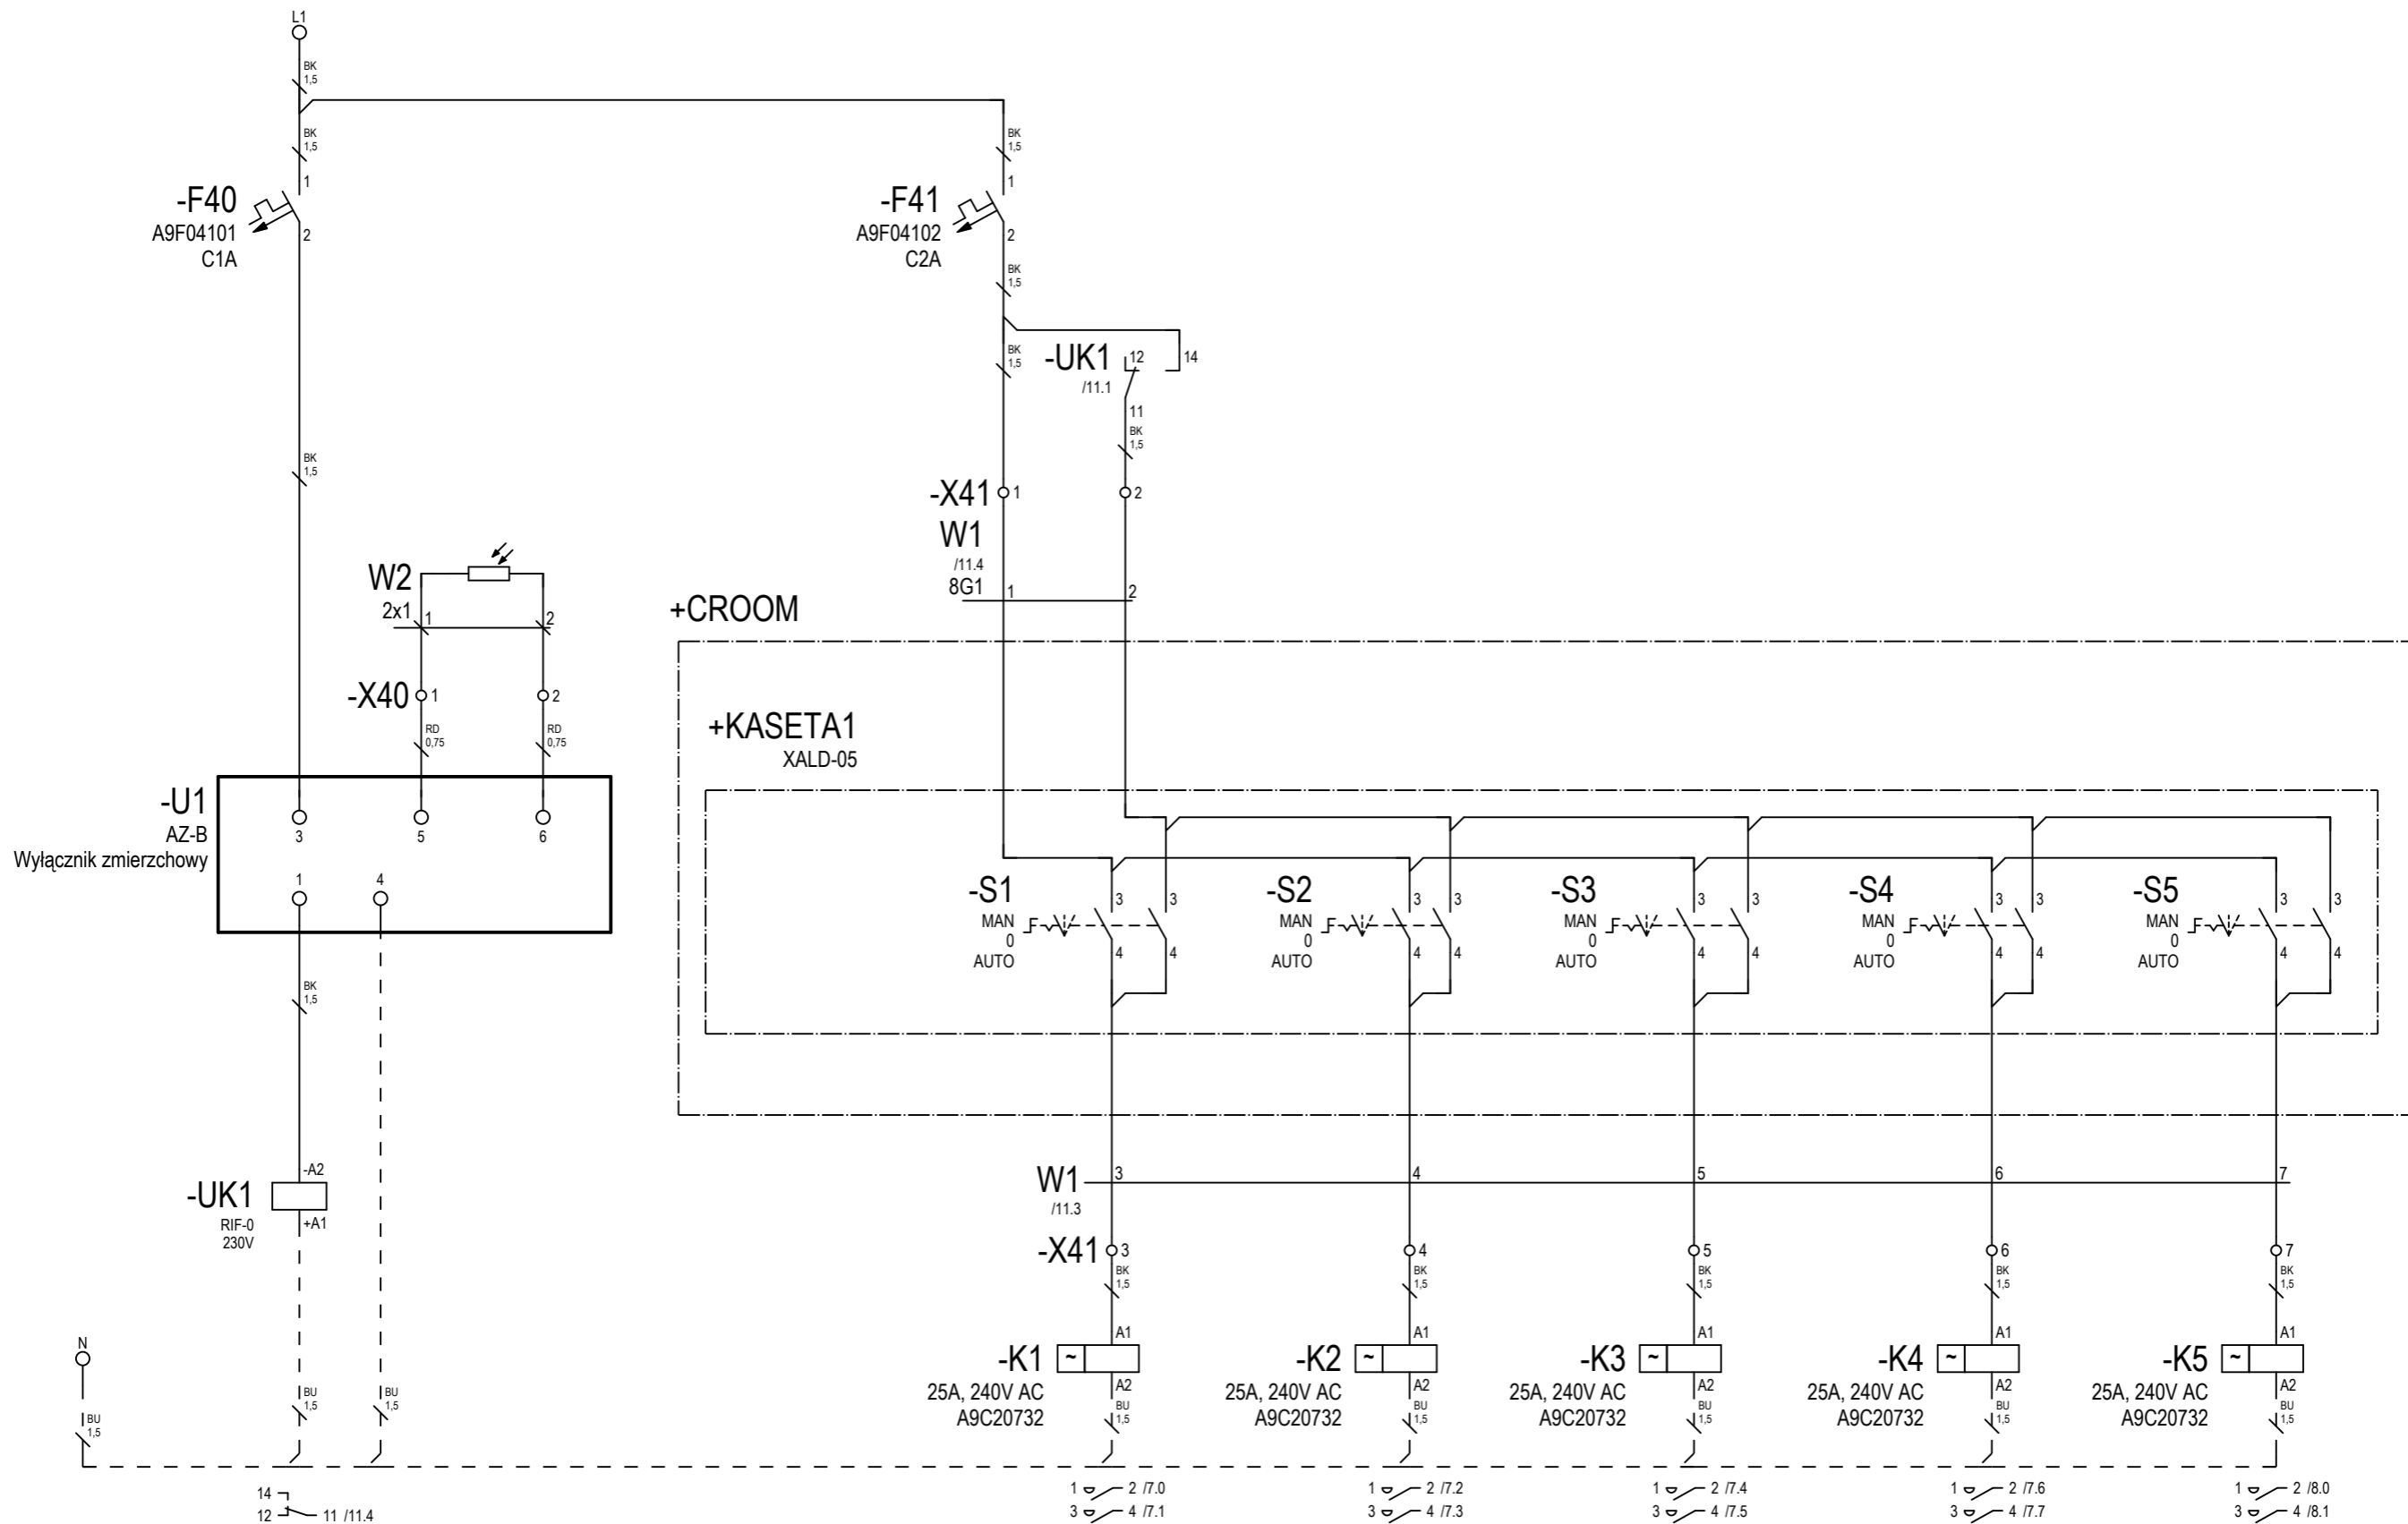 L1
BK
1,5
BK
1,5
BK
1,5
1
-F40
A9F04101
C1A
2
1
-F41
A9F04102
C2A
2
BK
1,5
BK
1,5
-UK1
/11.1
12
14
11
BK
1,5
BK
1,5
-X41
1
2
W1
/11.4
8G1
1
2
W2
2x1
1
2
+CROOM
-X40
1
2
RD
0,75
RD
0,75
+KASETA1
XALD-05
-U1
AZ-B
Wyłącznik zmierzchowy
3
5
6
1
4
-S1
MAN
0
AUTO
3
3
4
4
-S2
MAN
0
AUTO
3
3
4
4
-S3
MAN
0
AUTO
3
3
4
4
-S4
MAN
0
AUTO
3
3
4
4
-S5
MAN
0
AUTO
3
3
4
4
BK
1,5
-UK1
RIF-0
230V
-A2
+A1
W1
/11.3
3
4
5
6
7
-X41
3
4
5
6
7
BK
1,5
BK
1,5
BK
1,5
BK
1,5
BK
1,5
-K1
25A, 240V AC
A9C20732
A1
~
A2
BU
1,5
-K2
25A, 240V AC
A9C20732
A1
~
A2
BU
1,5
-K3
25A, 240V AC
A9C20732
A1
~
A2
BU
1,5
-K4
25A, 240V AC
A9C20732
A1
~
A2
BU
1,5
-K5
25A, 240V AC
A9C20732
A1
~
A2
BU
1,5
N
BU
1,5
BU
1,5
BU
1,5
14
12
11 /11.4
1 2 /7.0
3 4 /7.1
1 2 /7.2
3 4 /7.3
1 2 /7.4
3 4 /7.5
1 2 /7.6
3 4 /7.7
1 2 /8.0
3 4 /8.1